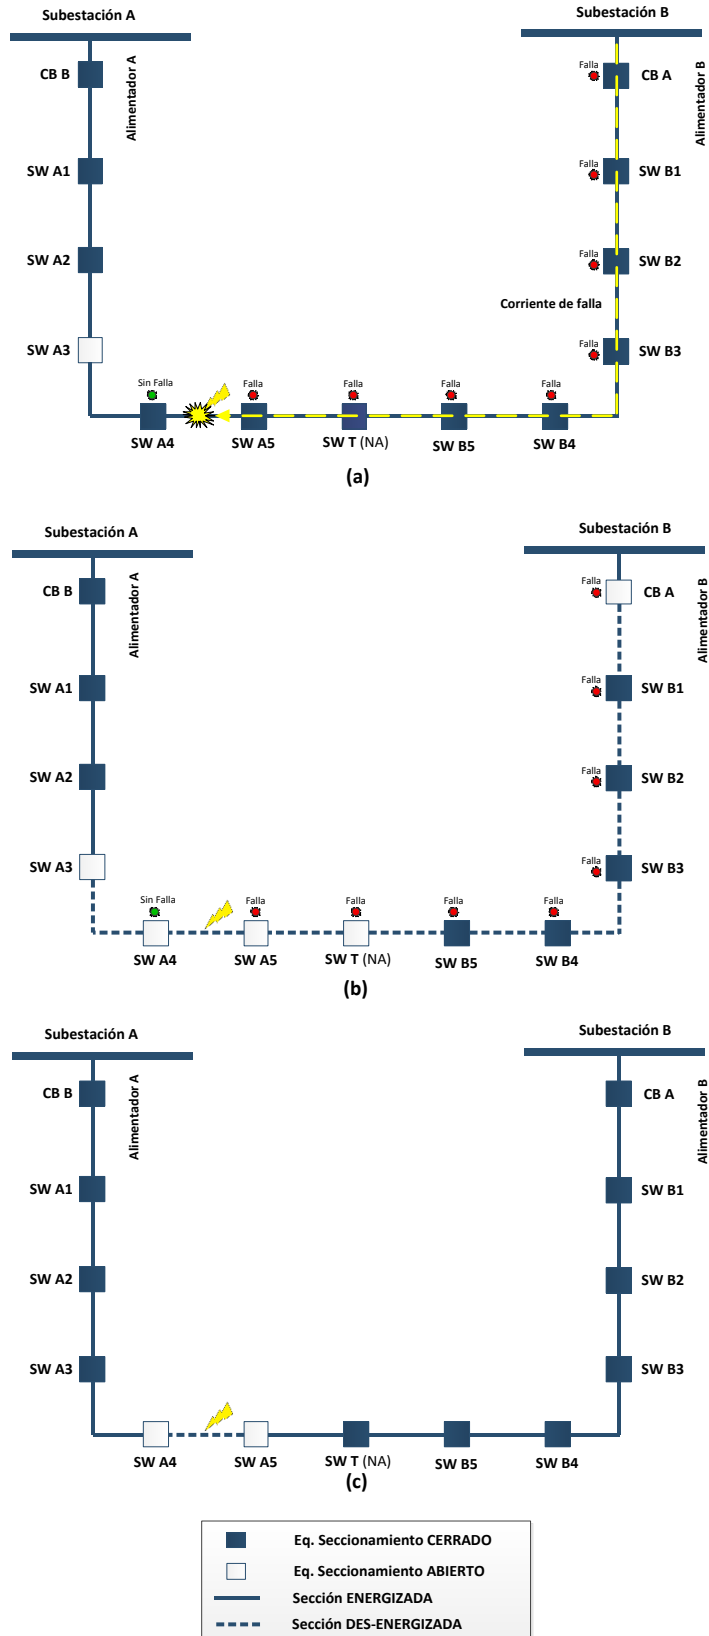 Subestación A
Subestación B
CB B
Alimentador A
Falla
CB A
Alimentador B
SW A1
Falla
SW B1
SW A2
Falla
SW B2
Corriente de falla
SW A3
Falla
SW B3
Sin Falla
Falla
Falla
Falla
Falla
SW A4
SW A5
SW T (NA)
SW B5
SW B4
(a)
Subestación A
Subestación B
CB B
Alimentador A
Falla
CB A
Alimentador B
SW A1
Falla
SW B1
SW A2
Falla
SW B2
SW A3
Falla
SW B3
Sin Falla
Falla
Falla
Falla
Falla
SW A4
SW A5
SW T (NA)
SW B5
SW B4
(b)
Subestación A
Subestación B
CB B
Alimentador A
CB A
Alimentador B
SW A1
SW B1
SW A2
SW B2
SW A3
SW B3
SW A4
SW A5
SW T (NA)
SW B5
SW B4
(c)
Eq. Seccionamiento CERRADO
Eq. Seccionamiento ABIERTO
Sección ENERGIZADA
Sección DES-ENERGIZADA